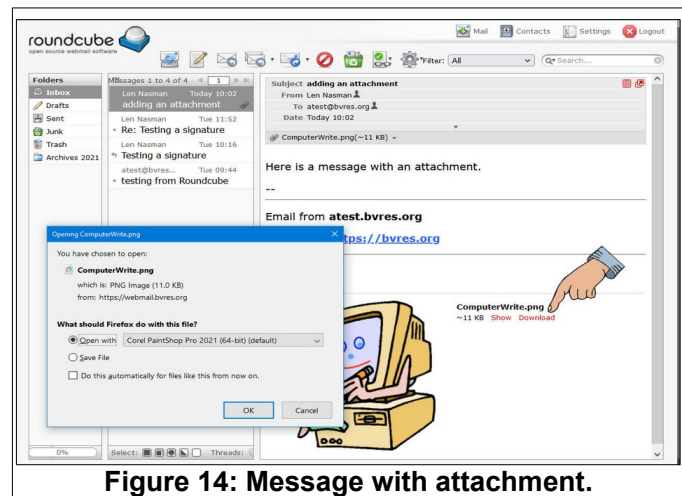 roundcube
open source webmail software
Mail Contacts Settings Logout
Filter: All Search...
Folders
Inbox
Drafts
Sent
Junk
Trash
Archives 2021
Messages 1 to 4 of 4 1
Len Nasman Today 10:02
adding an attachment
Len Nasman Tue 11:52
Re: Testing a signature
Len Nasman Tue 10:16
Testing a signature
atest@bvres... Tue 09:44
testing from Roundcube
Subject adding an attachment
From Len Nasman
To atest@bvres.org
Date Today 10:02
ComputerWrite.png(~11 KB)
Here is a message with an attachment.
--
Email from atest.bvres.org
tps://bvres.org
ComputerWrite.png
~11 KB Show Download
Opening ComputerWrite.png
You have chosen to open:
ComputerWrite.png
which is: PNG Image (11.0 KB)
from: https://webmail.bvres.org
What should Firefox do with this file?
Open with Corel PaintShop Pro 2021 (64-bit) (default)
Save File
Do this automatically for files like this from now on.
OK Cancel
0% Select: Threads:
Figure 14: Message with attachment.